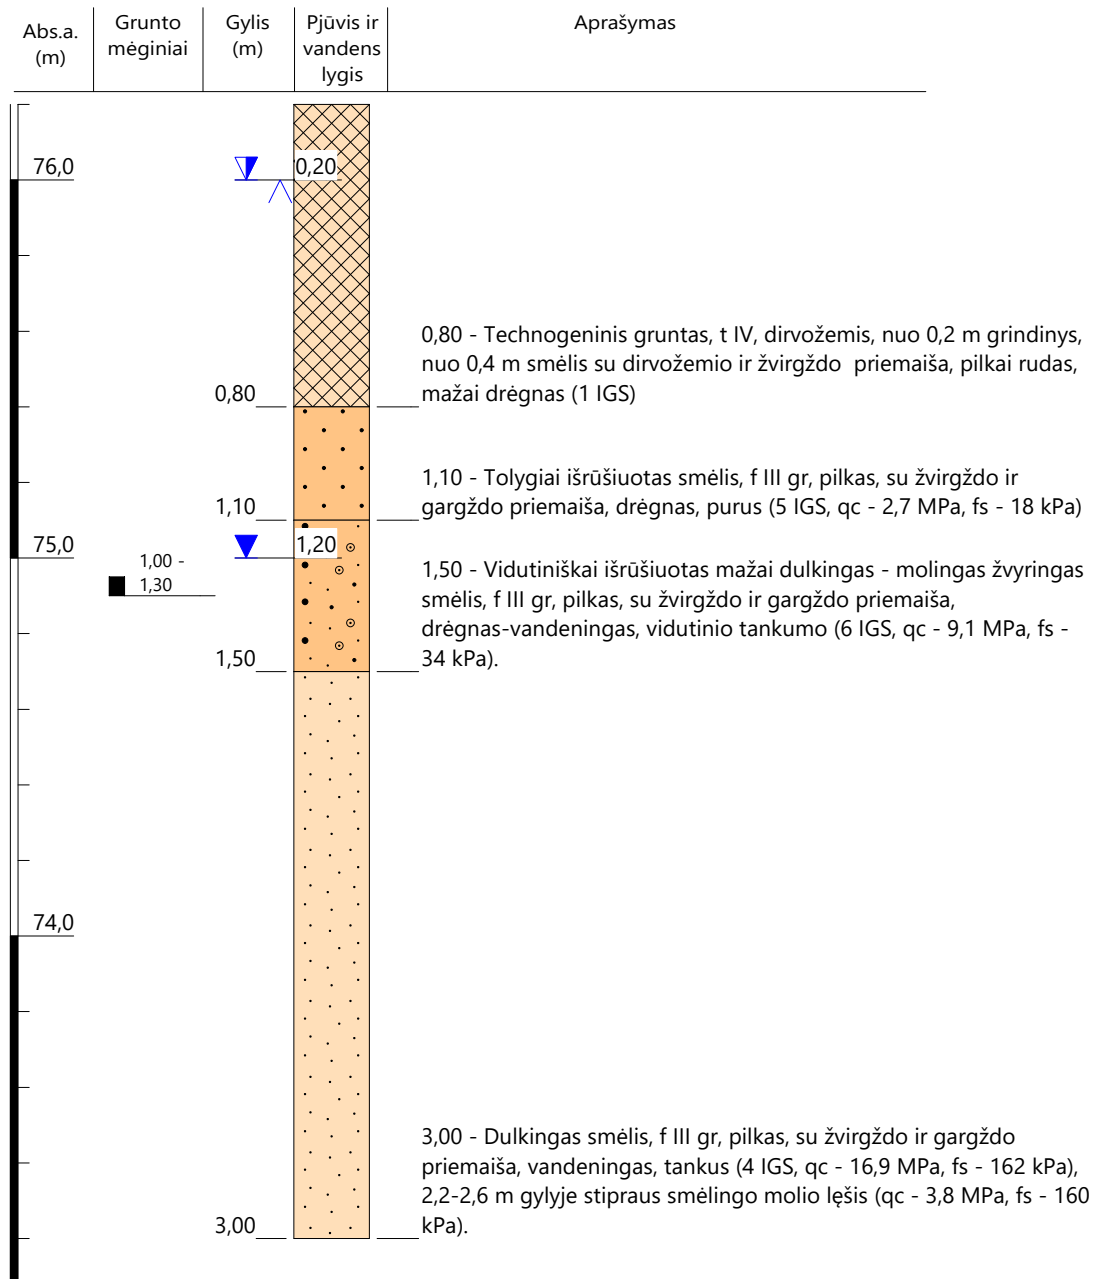 Abs.a.
(m)
Grunto
mėginiai
Gylis
(m)
Pjūvis ir
vandens
lygis
Aprašymas
76,0
0,20
0,80 - Technogeninis gruntas, t IV, dirvožemis, nuo 0,2 m grindinys,
nuo 0,4 m smėlis su dirvožemio ir žvirgždo  priemaiša, pilkai rudas,
mažai drėgnas (1 IGS)
0,80
1,10 - Tolygiai išrūšiuotas smėlis, f III gr, pilkas, su žvirgždo ir
gargždo priemaiša, drėgnas, purus (5 IGS, qc - 2,7 MPa, fs - 18 kPa)
1,10
75,0
1,20
1,00 -
1,30
1,50 - Vidutiniškai išrūšiuotas mažai dulkingas - molingas žvyringas
smėlis, f III gr, pilkas, su žvirgždo ir gargždo priemaiša,
drėgnas-vandeningas, vidutinio tankumo (6 IGS, qc - 9,1 MPa, fs -
34 kPa).
1,50
74,0
3,00 - Dulkingas smėlis, f III gr, pilkas, su žvirgždo ir gargždo
priemaiša, vandeningas, tankus (4 IGS, qc - 16,9 MPa, fs - 162 kPa),
2,2-2,6 m gylyje stipraus smėlingo molio lęšis (qc - 3,8 MPa, fs - 160
kPa).
3,00